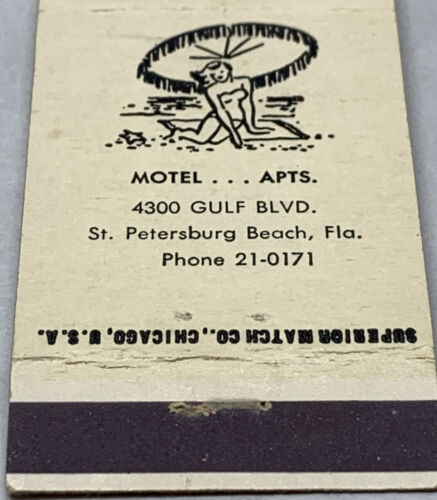 MOTEL . . . APTS.
4300 GULF BLVD.
St. Petersburg Beach, Fla.
Phone 21-0171
SUPERIOR MATCH CO., CHICAGO, U.S.A.